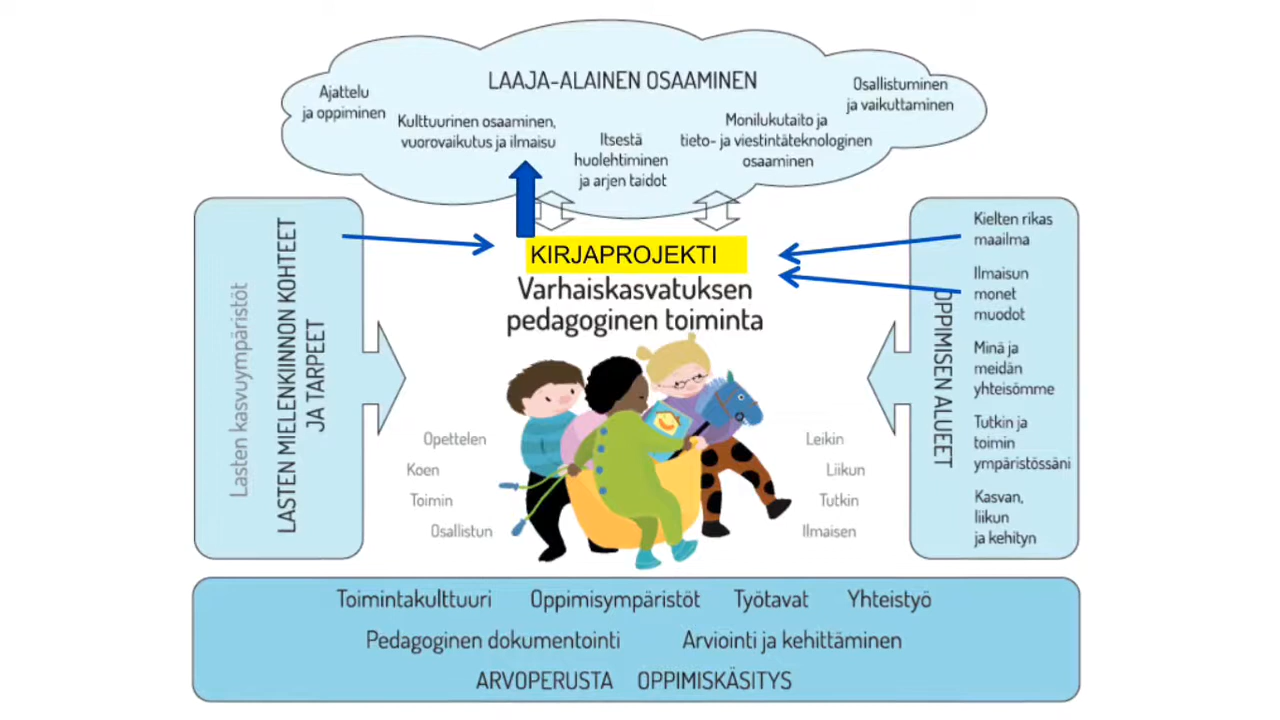 LAAJA-ALAINEN OSAAMINEN
Ajattelu
ja oppiminen
Kulttuurinen osaaminen,
vuorovaikutus ja ilmaisu
Itsestä
huolehtiminen
ja arjen taidot
Monilukutaito ja
tieto- ja viestintäteknologinen
osaaminen
Osallistuminen
ja vaikuttaminen
Lasten kasvuympäristöt
LASTEN MIELENKIINNON KOHTEET
JA TARPEET
KIRJAPROJEKTI
Varhaiskasvatuksen
pedagoginen toiminta
Opettelen
Koen
Toimin
Osallistun
Leikin
Liikun
Tutkin
Ilmaisen
OPPIMISEN ALUEET
Kielten rikas
maailma
Ilmaisun
monet
muodot
Minä ja
meidän
yhteisömme
Tutkin ja
toimin
ympäristössäni
Kasvan,
liikun
ja kehityn
Toimintakulttuuri Oppimisympäristöt Työtavat Yhteistyö
Pedagoginen dokumentointi Arviointi ja kehittäminen
ARVOPERUSTA OPPIMISKÄSITYS